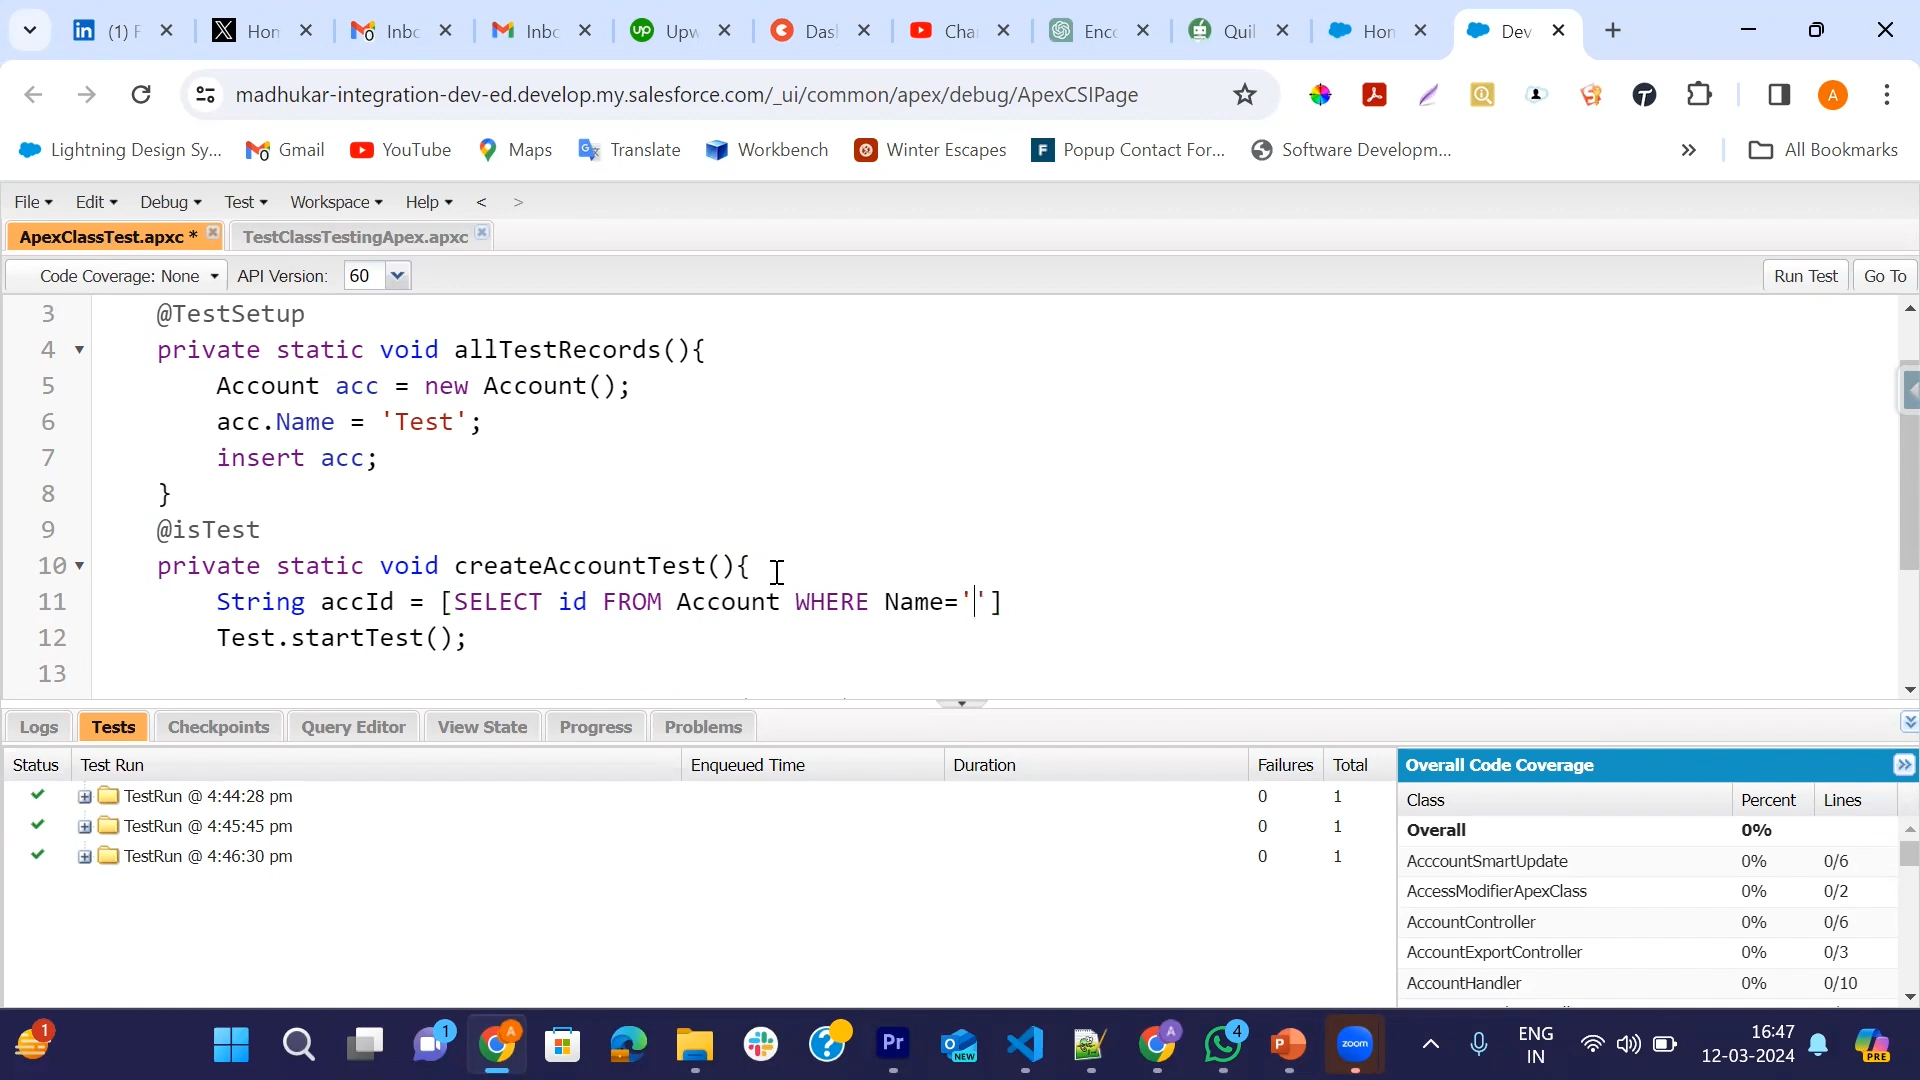 (1) F
Hon
Inbc
Inbc
Upw
Das
Cha
Enc
Quil
Hon
Dev
madhukar-integration-dev-ed.develop.my.salesforce.com/_ui/common/apex/debug/ApexCSIPage
A
Lightning Design Sy... Gmail YouTube Maps Translate Workbench Winter Escapes Popup Contact For... Software Developm... » All Bookmarks
File Edit Debug Test Workspace Help < >
ApexClassTest.apxc * TestClassTestingApex.apxc
Code Coverage: None API Version: 60 Run Test Go To
3 @TestSetup
4 private static void allTestRecords(){
5 Account acc = new Account();
6 acc.Name = 'Test';
7 insert acc;
8 }
9 @isTest
10 private static void createAccountTest(){
11 String accId = [SELECT id FROM Account WHERE Name='']
12 Test.startTest();
13
Logs Tests Checkpoints Query Editor View State Progress Problems
Status Test Run Enqueued Time Duration Failures Total
TestRun @ 4:44:28 pm 0 1
TestRun @ 4:45:45 pm 0 1
TestRun @ 4:46:30 pm 0 1
Overall Code Coverage
Class Percent Lines
Overall 0%
AcccountSmartUpdate 0% 0/6
AccessModifierApexClass 0% 0/2
AccountController 0% 0/6
AccountExportController 0% 0/3
AccountHandler 0% 0/10
1
1
A
NEW
Pr
A
4
P
zoom
ENG
IN
16:47
12-03-2024
PRE